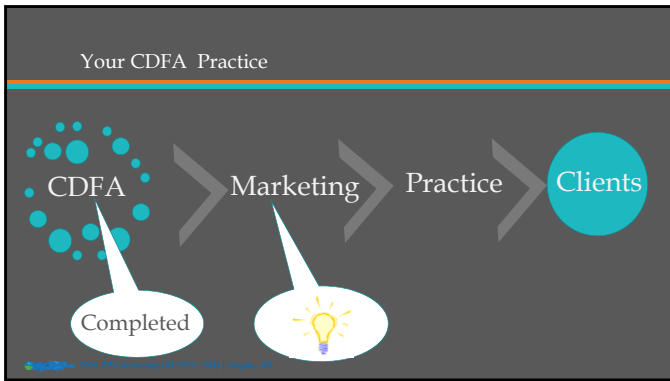 Your CDFA Practice
CDFA
Marketing
Practice
Clients
Completed